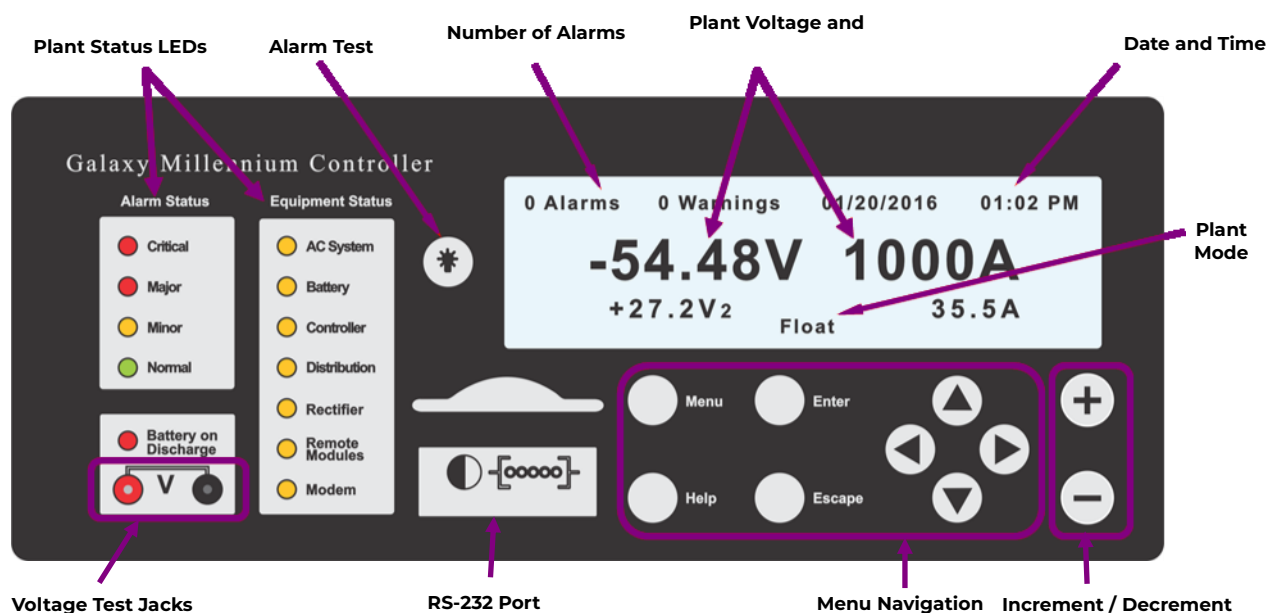 Plant Status LEDs
Alarm Test
Number of Alarms
Plant Voltage and
Date and Time
Galaxy Millennium Controller
Alarm Status
Equipment Status
Critical
Major
Minor
Normal
Battery on
Discharge
V
AC System
Battery
Controller
Distribution
Rectifier
Remote
Modules
Modem
0 Alarms 0 Warnings 01/20/2016 01:02 PM
-54.48V 1000A
+27.2V2 35.5A
Float
Plant
Mode
Menu
Enter
Help
Escape
Voltage Test Jacks
RS-232 Port
Menu Navigation
Increment / Decrement